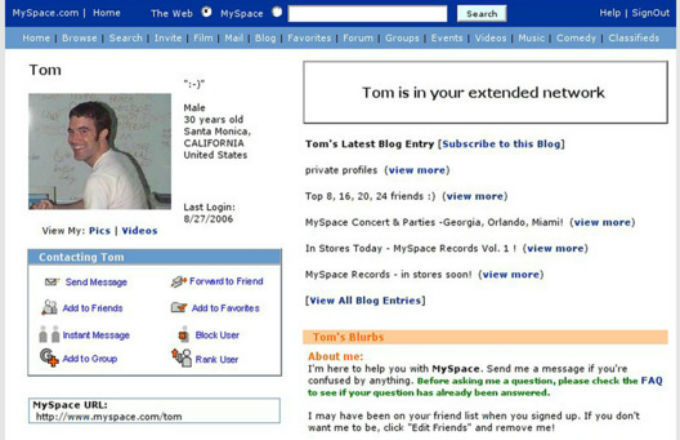 MySpace.com | Home
The Web MySpace Search
Help | SignOut
Home | Browse | Search | Invite | Film | Mail | Blog | Favorites | Forum | Groups | Events | Videos | Music | Comedy | Classifieds
Tom
":-)"
Male
30 years old
Santa Monica,
CALIFORNIA
United States
Last Login:
8/27/2006
View My: Pics | Videos
Contacting Tom
Send Message
Forward to Friend
Add to Friends
Add to Favorites
Instant Message
Block User
Add to Group
Rank User
MySpace URL:
http://www.myspace.com/tom
Tom is in your extended network
Tom's Latest Blog Entry [Subscribe to this Blog]
private profiles (view more)
Top 8, 16, 20, 24 friends :) (view more)
MySpace Concert & Parties -Georgia, Orlando, Miami! (view more)
In Stores Today - MySpace Records Vol. 1 ! (view more)
MySpace Records - in stores soon! (view more)
[View All Blog Entries]
Tom's Blurbs
About me:
I'm here to help you with MySpace. Send me a message if you're
confused by anything. Before asking me a question, please check the FAQ
to see if your question has already been answered.
I may have been on your friend list when you signed up. If you don't
want me to be, click "Edit Friends" and remove me!